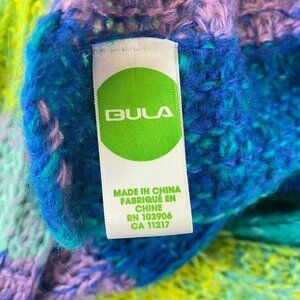 BULA
MADE IN CHINA
FABRIQUÉ EN
CHINE
RN 103906
CA 11217